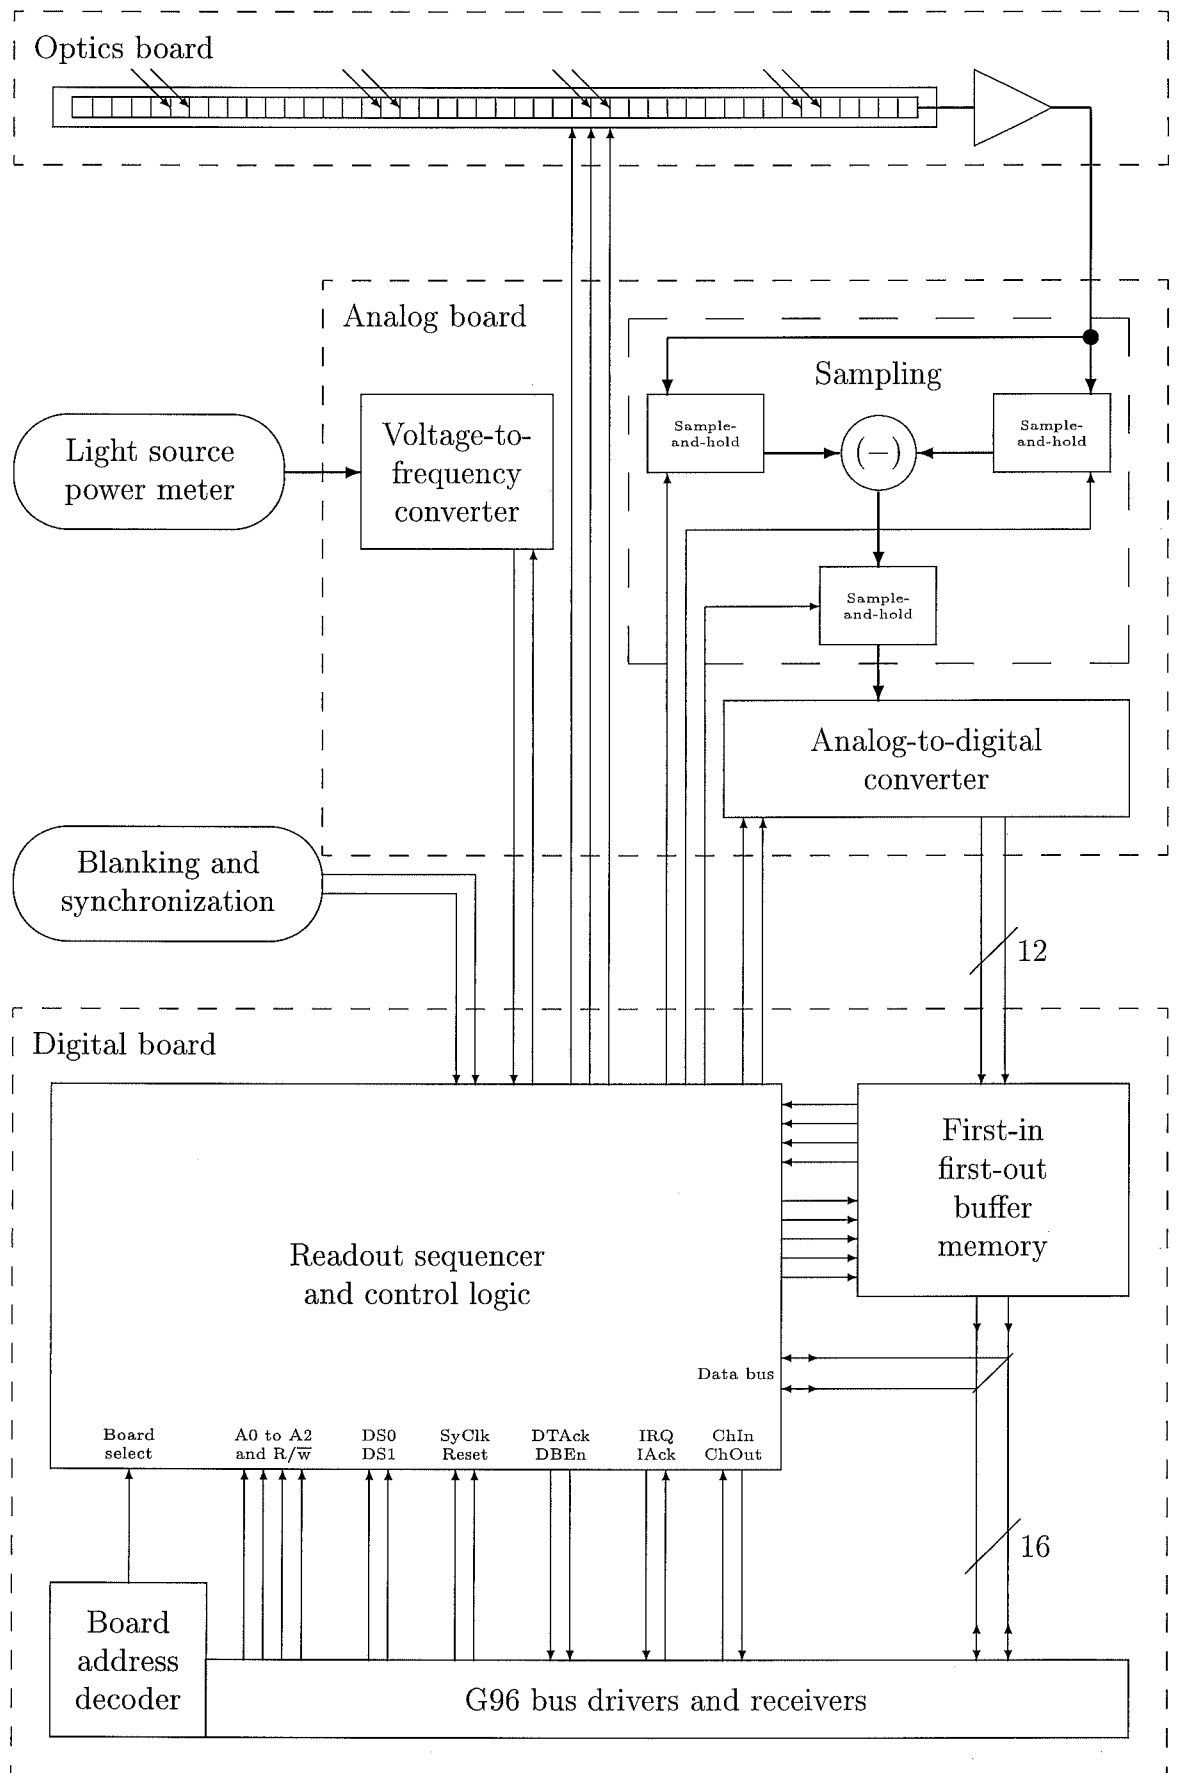 Optics board
Analog board
Sampling
Sample-
and-hold
Sample-
and-hold
(−)
Voltage-to-
frequency
converter
Light source
power meter
Sample-
and-hold
Analog-to-digital
converter
Blanking and
synchronization
12
Digital board
First-in
first-out
buffer
memory
Readout sequencer
and control logic
Data bus
Board
select
A0 to A2
and R/w̅
DS0
DS1
SyClk
Reset
DTAck
DBEn
IRQ
IAck
ChIn
ChOut
16
Board
address
decoder
G96 bus drivers and receivers